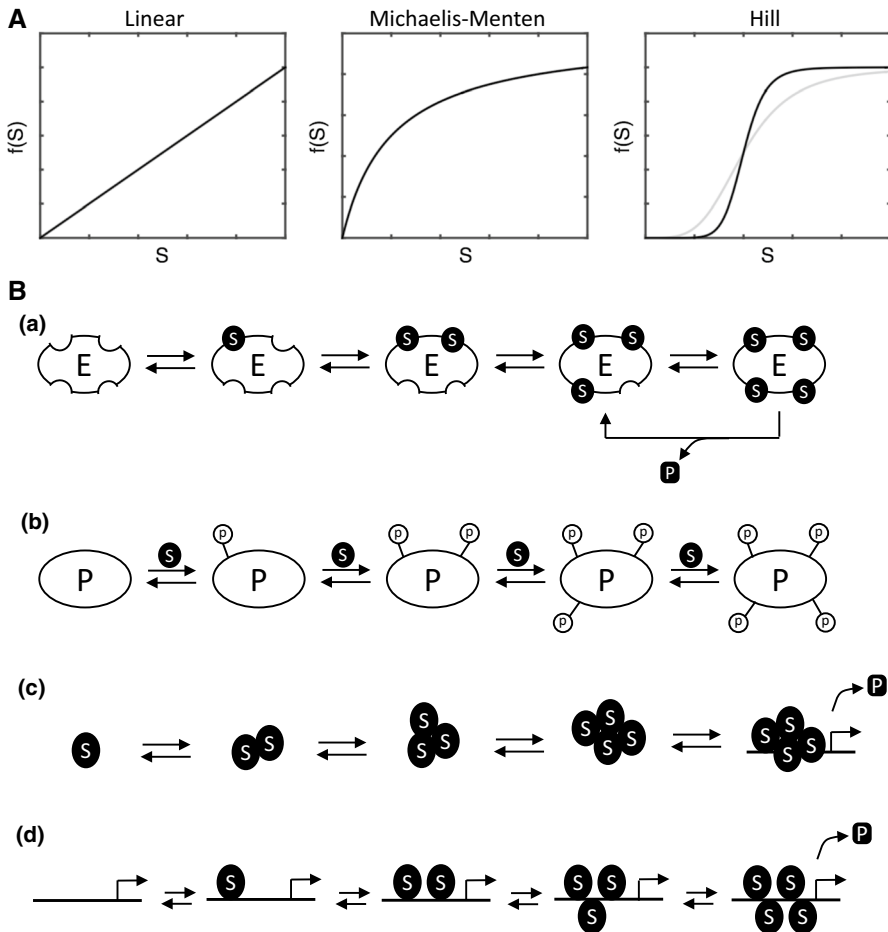 A
Linear Michaelis-Menten Hill
f(S) f(S) f(S)
S S S
B
(a)
S S S S S S S
E E E E E
S S S
P
(b)
S S S S
p p p p p p p
P P P P P
p p p
(c)
P
S S S S S S S S S S S S S S
(d)
P
S S S S S S S
S S S